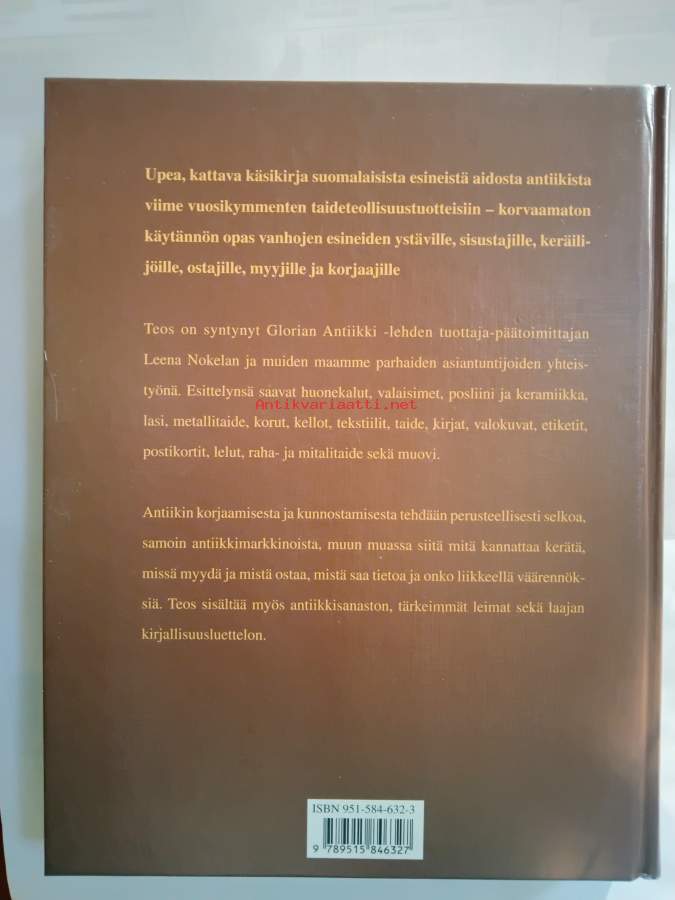 Upea, kattava käsikirja suomalaisista esineistä aidosta antiikista
viime vuosikymmenten taideteollisuustuotteisiin – korvaamaton
käytännön opas vanhojen esineiden ystäville, sisustajille, keräili-
jöille, ostajille, myyjille ja korjaajille
Teos on syntynyt Glorian Antiikki -lehden tuottaja-päätoimittajan
Leena Nokelan ja muiden maamme parhaiden asiantuntijoiden yhteis-
työnä. Esittelynsä saavat huonekalut, valaisimet, posliini ja keramiikka,
Antikvariaatti.net
lasi, metallitaide, korut, kellot, tekstiilit, taide, kirjat, valokuvat, etiketit,
postikortit, lelut, raha- ja mitalitaide sekä muovi.
Antiikin korjaamisesta ja kunnostamisesta tehdään perusteellisesti selkoa,
samoin antiikkimarkkinoista, muun muassa siitä mitä kannattaa kerätä,
missä myydä ja mistä ostaa, mistä saa tietoa ja onko liikkeellä väärennök-
siä. Teos sisältää myös antiikkisanaston, tärkeimmät leimat sekä laajan
kirjallisuusluettelon.
ISBN 951-584-632-3
9 789515 846327